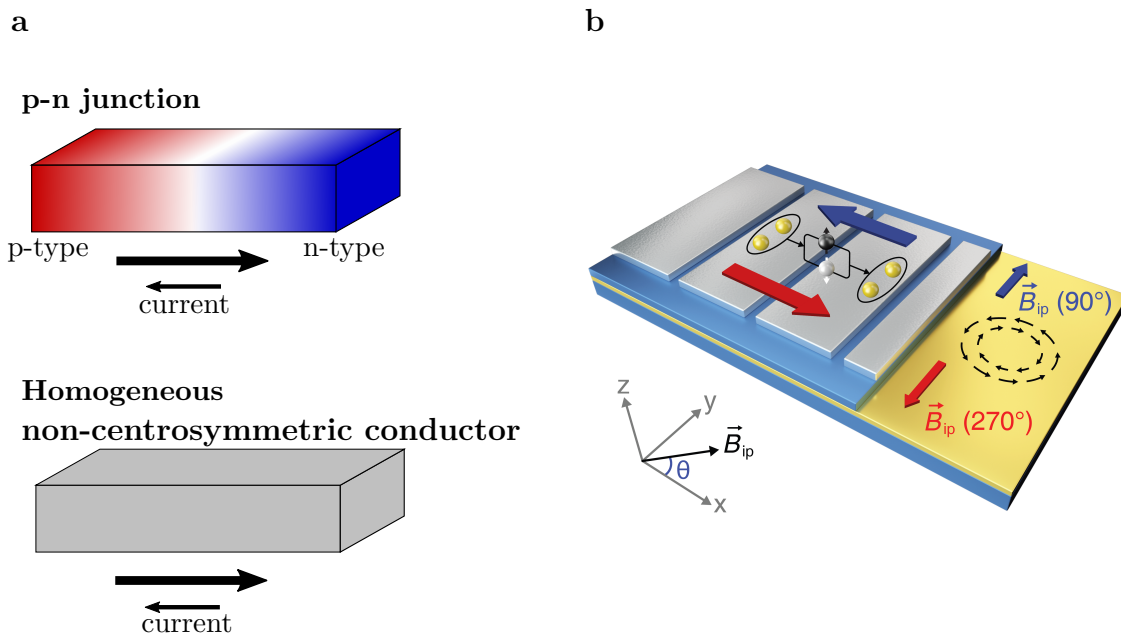 a
p-n junction
p-type
n-type
current
Homogeneous
non-centrosymmetric conductor
current
b
B⃗ip (90°)
B⃗ip (270°)
z
y
B⃗ip
θ
x